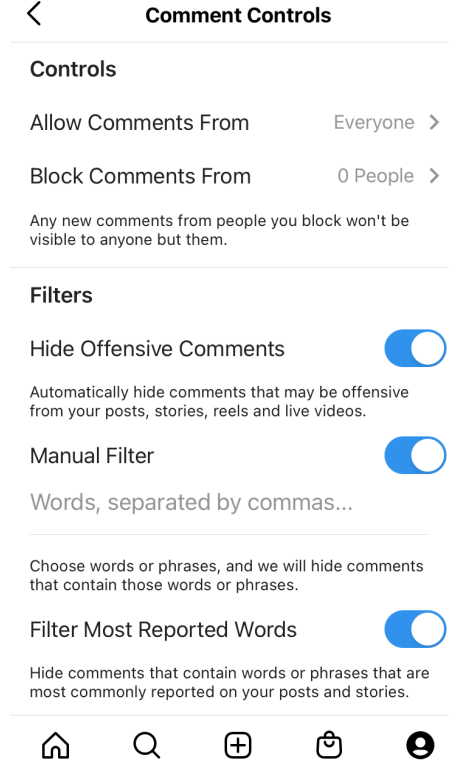 Comment Controls
Controls
Allow Comments From Everyone
Block Comments From 0 People
Any new comments from people you block won't be
visible to anyone but them.
Filters
Hide Offensive Comments
Automatically hide comments that may be offensive
from your posts, stories, reels and live videos.
Manual Filter
Words, separated by commas...
Choose words or phrases, and we will hide comments
that contain those words or phrases.
Filter Most Reported Words
Hide comments that contain words or phrases that are
most commonly reported on your posts and stories.